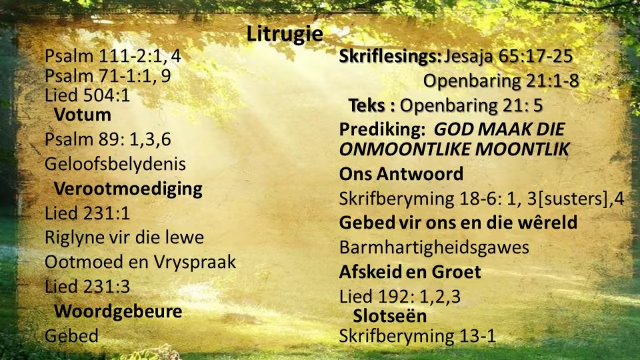 Litrugie
Psalm 111-2:1, 4
Psalm 71-1:1, 9
Lied 504:1
Votum
Psalm 89: 1,3,6
Geloofsbelydenis
Verootmoediging
Lied 231:1
Riglyne vir die lewe
Ootmoed en Vryspraak
Lied 231:3
Woordgebeure
Gebed
Skriflesings: Jesaja 65:17-25
Openbaring 21:1-8
Teks : Openbaring 21: 5
Prediking: GOD MAAK DIE
ONMOONTLIKE MOONTLIK
Ons Antwoord
Skrifberyming 18-6: 1, 3[susters],4
Gebed vir ons en die wêreld
Barmhartigheidsgawes
Afskeid en Groet
Lied 192: 1,2,3
Slotseën
Skrifberyming 13-1